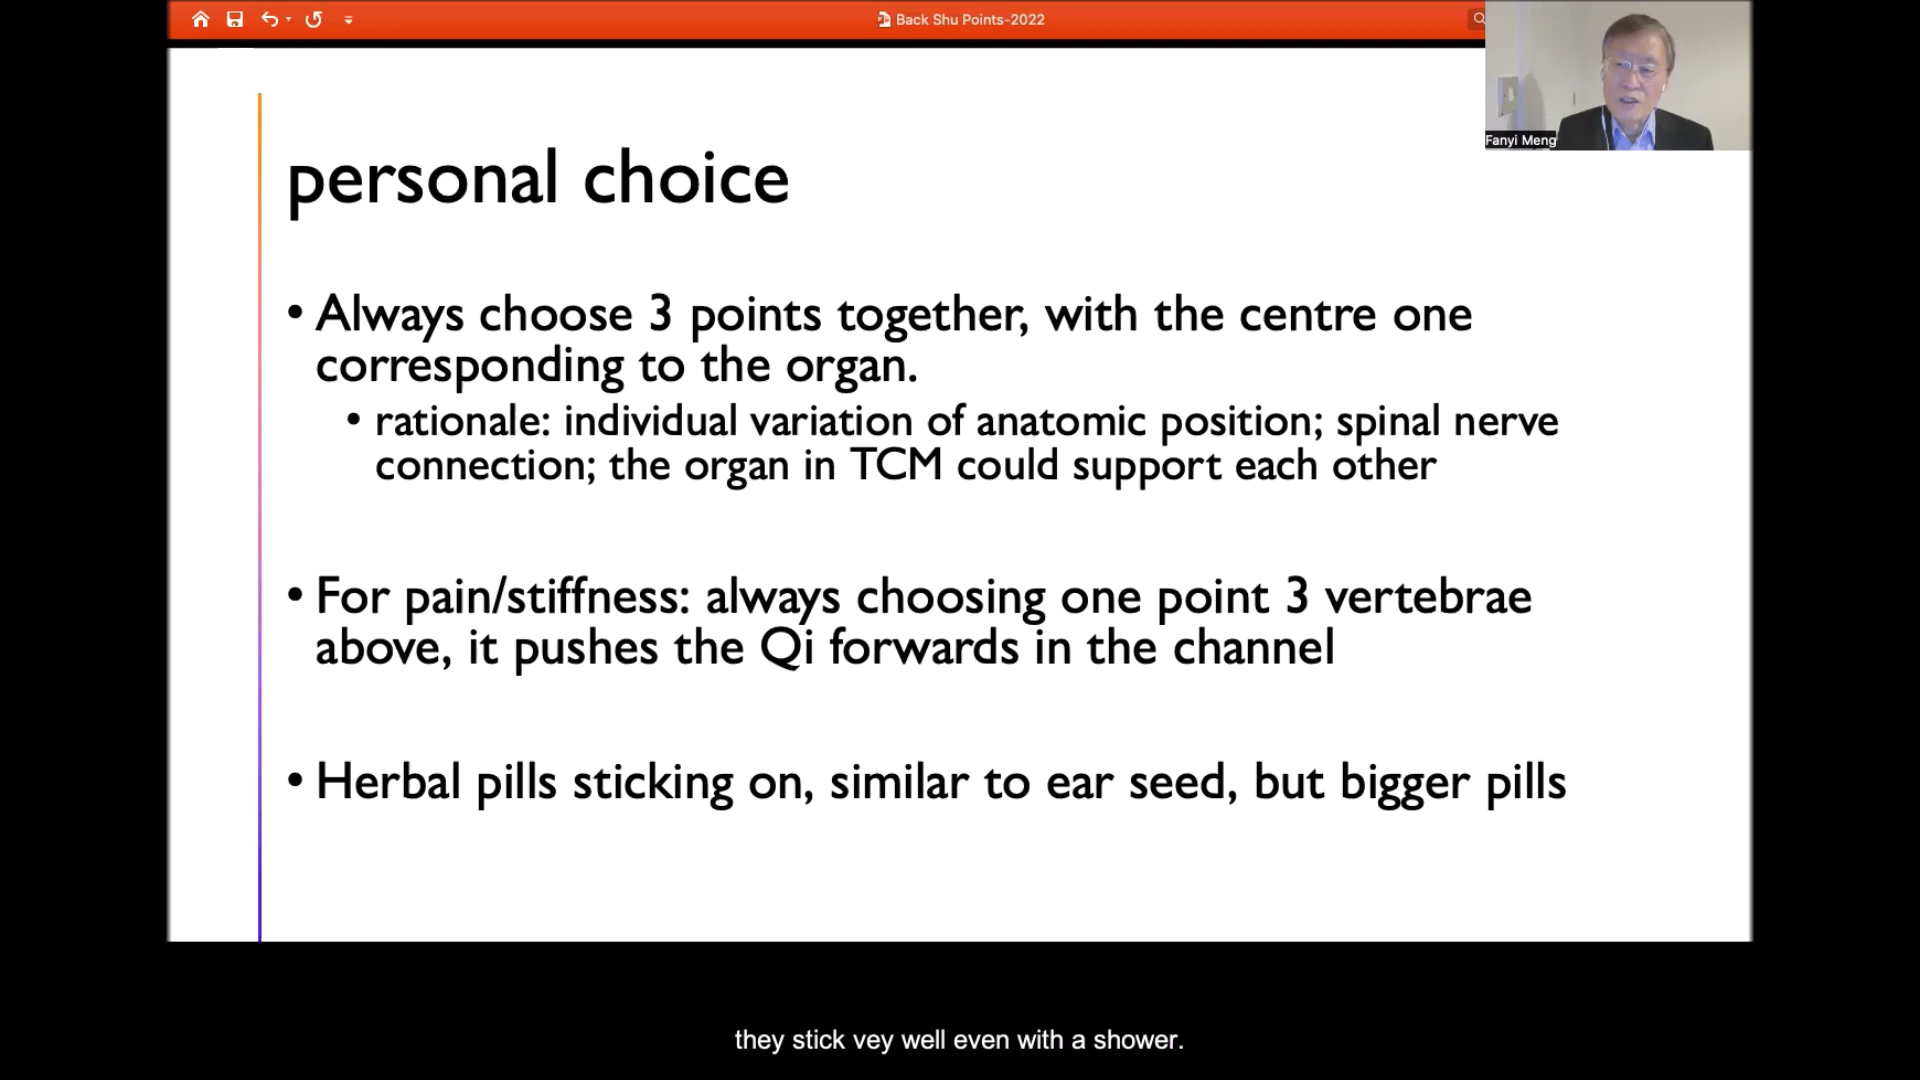 Back Shu Points-2022
Fanyi Meng
personal choice
• Always choose 3 points together, with the centre one
corresponding to the organ.
• rationale: individual variation of anatomic position; spinal nerve
connection; the organ in TCM could support each other
• For pain/stiffness: always choosing one point 3 vertebrae
above, it pushes the Qi forwards in the channel
• Herbal pills sticking on, similar to ear seed, but bigger pills
they stick vey well even with a shower.